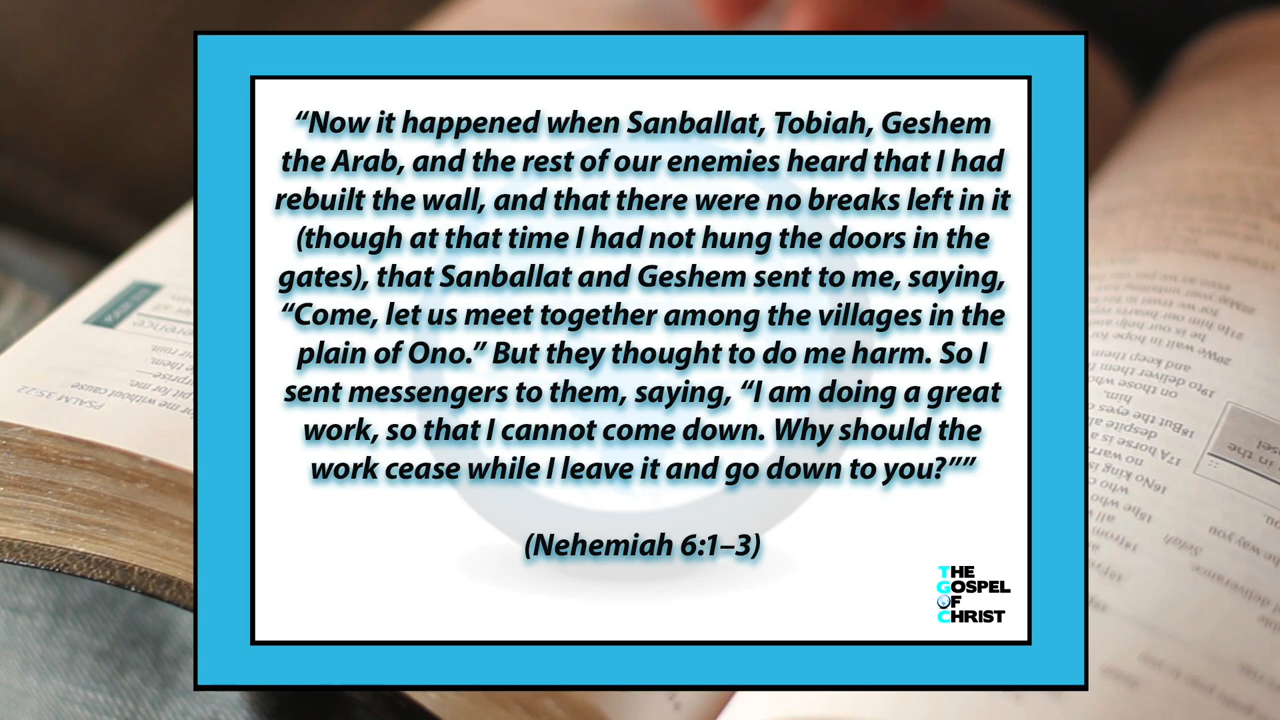 “Now it happened when Sanballat, Tobiah, Geshem
the Arab, and the rest of our enemies heard that I had
rebuilt the wall, and that there were no breaks left in it
(though at that time I had not hung the doors in the
gates), that Sanballat and Geshem sent to me, saying,
“Come, let us meet together among the villages in the
plain of Ono.” But they thought to do me harm. So I
sent messengers to them, saying, “I am doing a great
work, so that I cannot come down. Why should the
work cease while I leave it and go down to you?””
(Nehemiah 6:1–3)
THE
GOSPEL
OF
CHRIST
PSALM 35:22